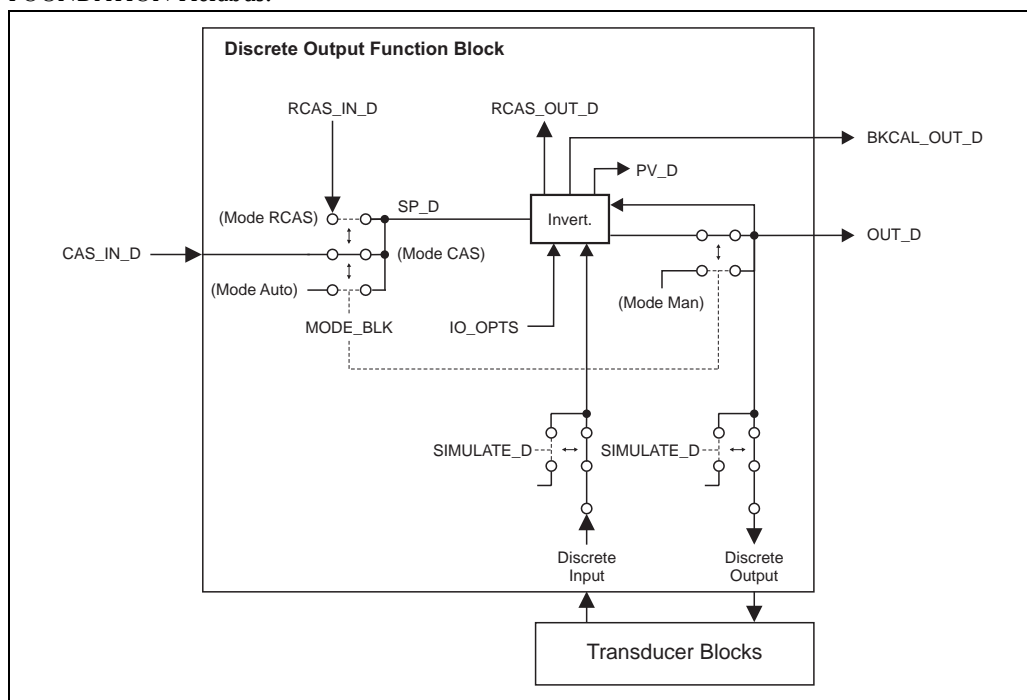 Discrete Output Function Block
RCAS_IN_D
RCAS_OUT_D
BKCAL_OUT_D
PV_D
(Mode RCAS)
SP_D
Invert.
CAS_IN_D
(Mode CAS)
OUT_D
(Mode Auto)
(Mode Man)
MODE_BLK
IO_OPTS
SIMULATE_D
SIMULATE_D
Discrete
Input
Discrete
Output
Transducer Blocks